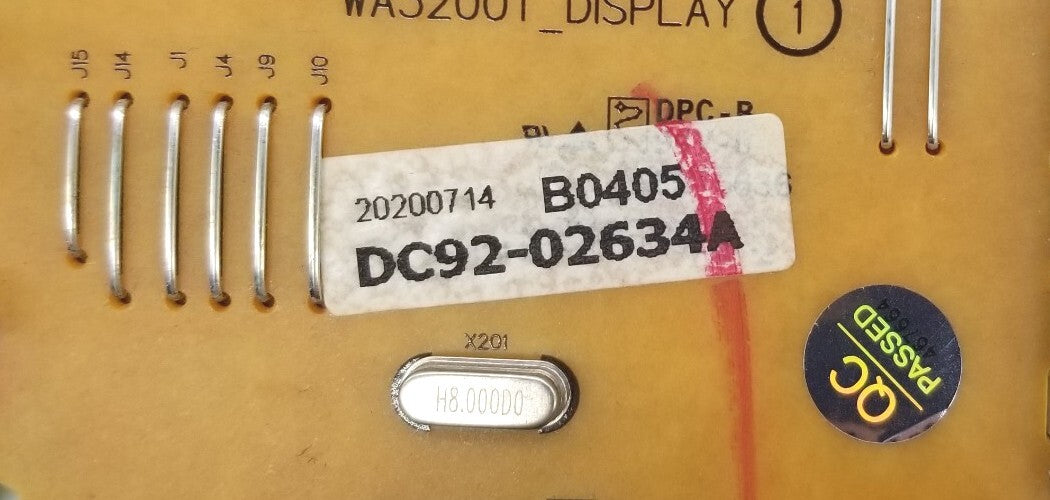 WA5200T_DISPLAY 1
J15 J14 J1 J4 J9 J10
DPC-B
20200714 B0405
DC92-02634A
X201
H8.000D0
QC
PASSED